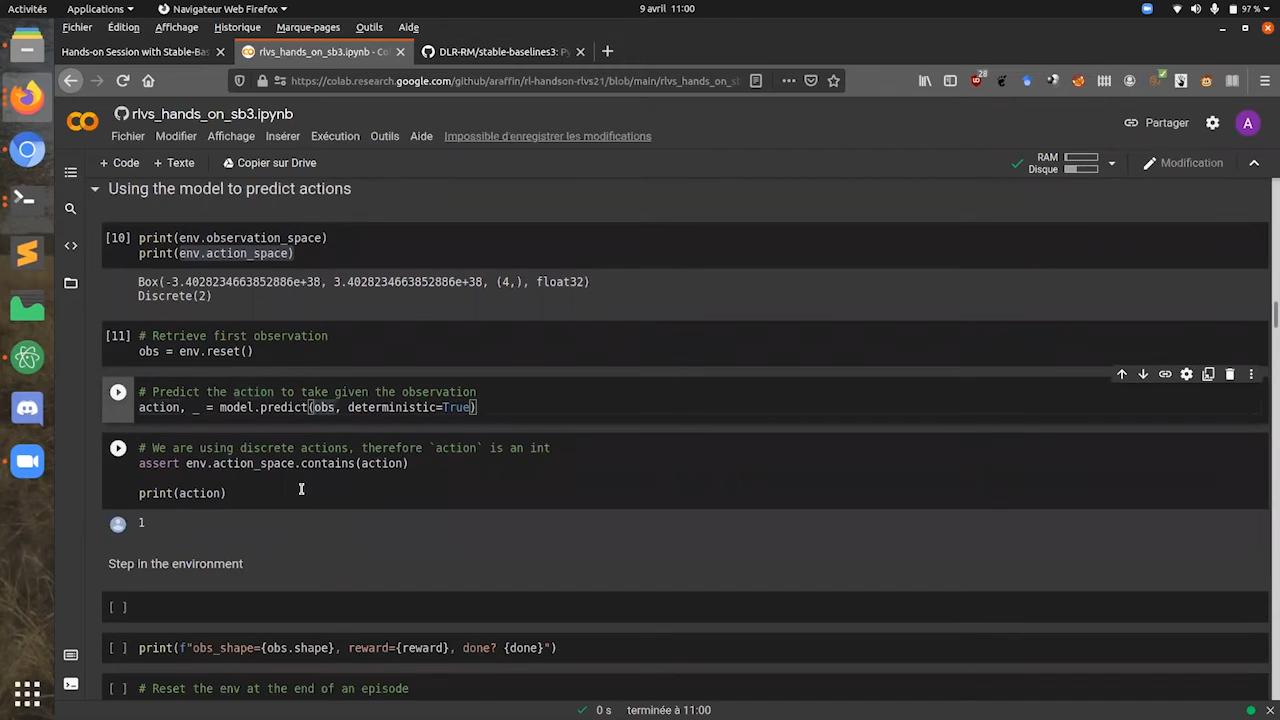 Activités Applications Navigateur Web Firefox 9 avril 11:00 97 %
Fichier Édition Affichage Historique Marque-pages Outils Aide
Hands-on Session with Stable-Bas rlvs_hands_on_sb3.ipynb - Col DLR-RM/stable-baselines3: Py
https://colab.research.google.com/github/araffin/rl-handson-rlvs21/blob/main/rlvs_hands_on_sb 28
rlvs_hands_on_sb3.ipynb
Partager A
Fichier Modifier Affichage Insérer Exécution Outils Aide Impossible d'enregistrer les modifications
+ Code + Texte Copier sur Drive RAM Disque Modification
Using the model to predict actions
[10] print(env.observation_space)
print(env.action_space)
Box(-3.4028234663852886e+38, 3.4028234663852886e+38, (4,), float32)
Discrete(2)
[11] # Retrieve first observation
obs = env.reset()
# Predict the action to take given the observation
action, _ = model.predict(obs, deterministic=True)
# We are using discrete actions, therefore `action` is an int
assert env.action_space.contains(action)
print(action)
1
Step in the environment
[ ]
[ ] print(f"obs_shape={obs.shape}, reward={reward}, done? {done}")
[ ] # Reset the env at the end of an episode
0 s terminée à 11:00